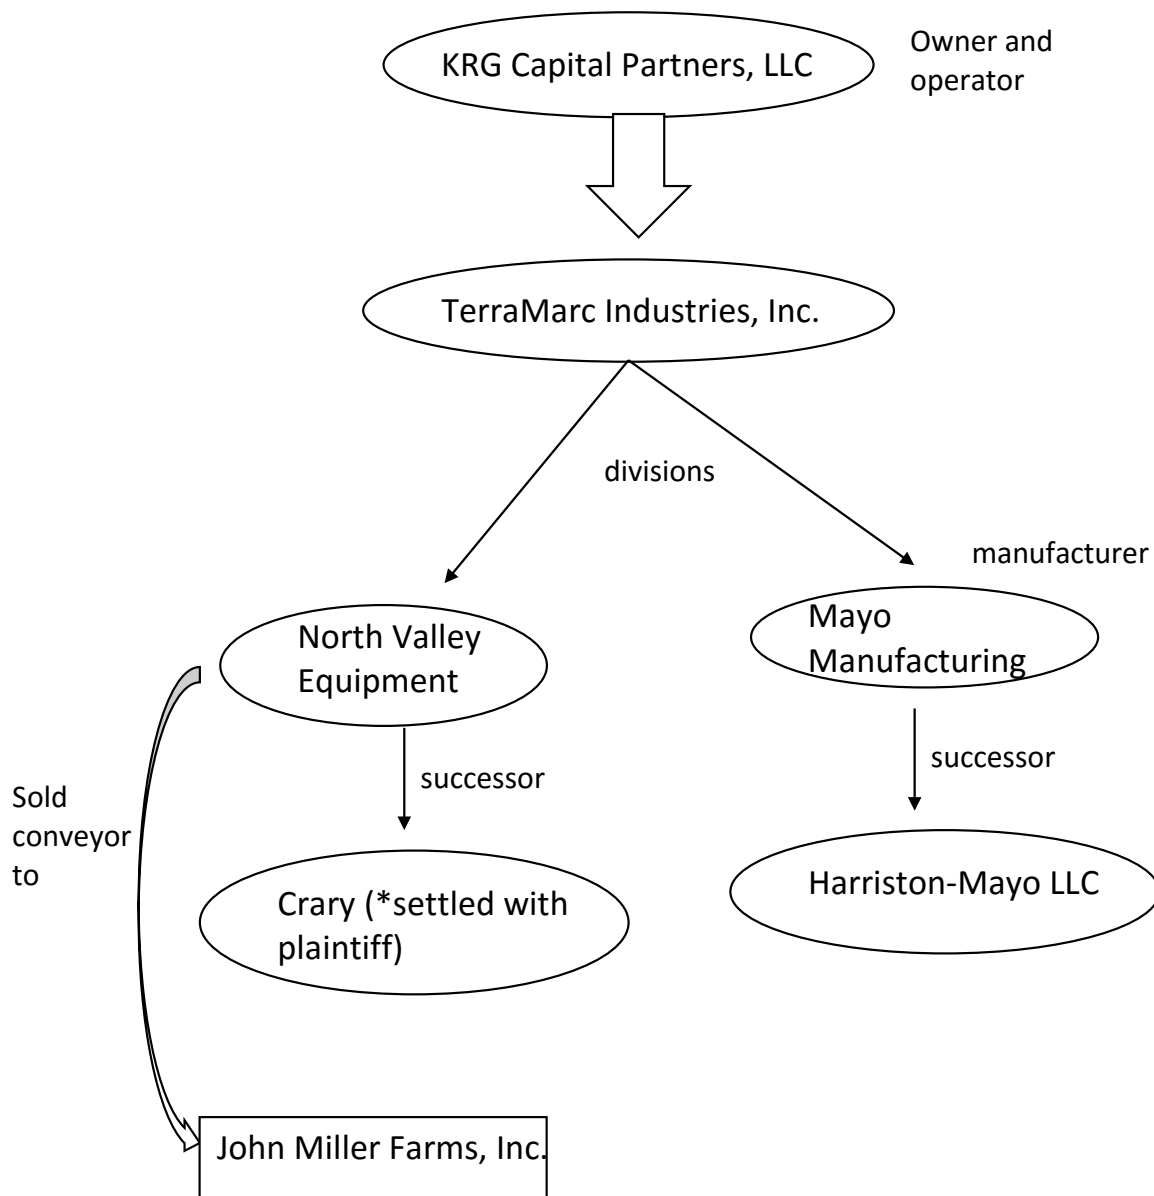 KRG Capital Partners, LLC
Owner and
operator
TerraMarc Industries, Inc.
divisions
manufacturer
North Valley
Equipment
Mayo
Manufacturing
successor
successor
Sold
conveyor
to
Crary (*settled with
plaintiff)
Harriston-Mayo LLC
John Miller Farms, Inc.